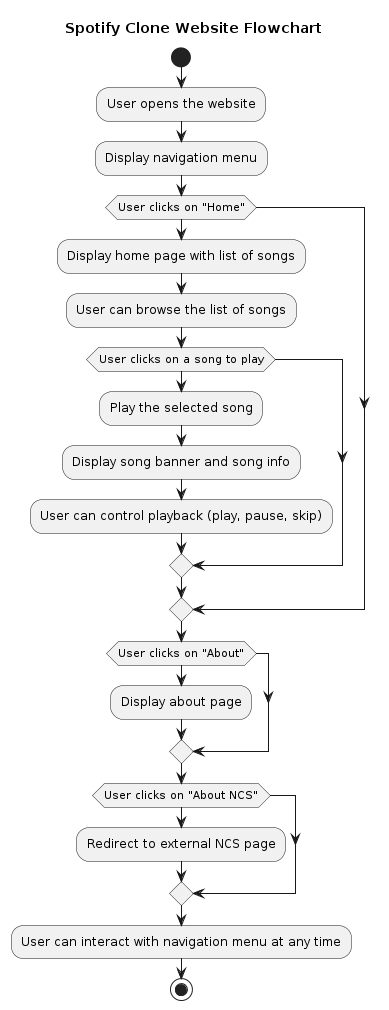 Spotify Clone Website Flowchart
User opens the website
Display navigation menu
User clicks on "Home"
Display home page with list of songs
User can browse the list of songs
User clicks on a song to play
Play the selected song
Display song banner and song info
User can control playback (play, pause, skip)
User clicks on "About"
Display about page
User clicks on "About NCS"
Redirect to external NCS page
User can interact with navigation menu at any time